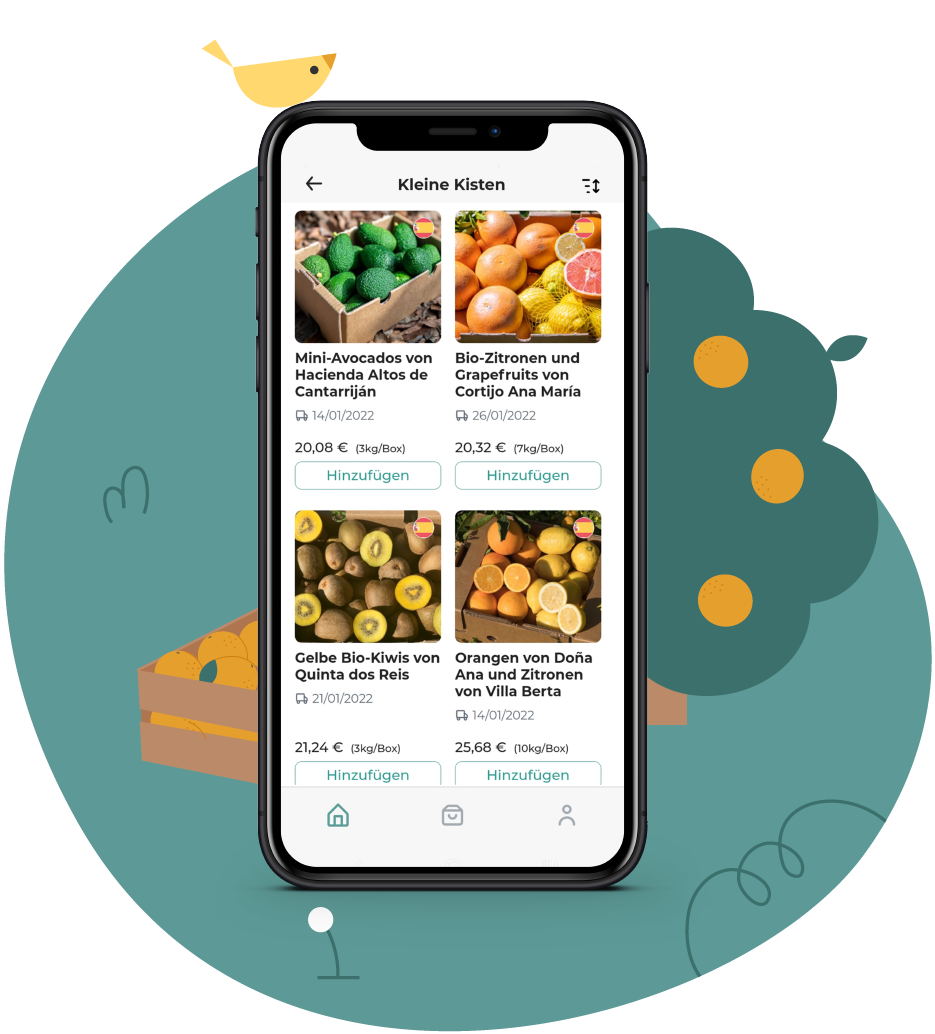 Kleine Kisten
Mini-Avocados von
Hacienda Altos de
Cantarriján
14/01/2022
20,08 € (3kg/Box)
Hinzufügen
Bio-Zitronen und
Grapefruits von
Cortijo Ana María
26/01/2022
20,32 € (7kg/Box)
Hinzufügen
Gelbe Bio-Kiwis von
Quinta dos Reis
21/01/2022
21,24 € (3kg/Box)
Hinzufügen
Orangen von Doña
Ana und Zitronen
von Villa Berta
14/01/2022
25,68 € (10kg/Box)
Hinzufügen